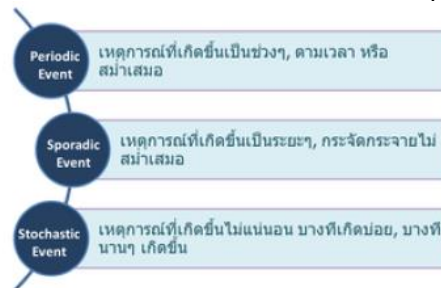 Periodic
Event
เหตุการณ์ที่เกิดขึ้นเป็นช่วงๆ, ตามเวลา หรือ
สม่ำเสมอ
Sporadic
Event
เหตุการณ์ที่เกิดขึ้นเป็นระยะๆ, กระจัดกระจายไม่
สม่ำเสมอ
Stochastic
Event
เหตุการณ์ที่เกิดขึ้นไม่แน่นอน บางทีเกิดบ่อย, บางที
นานๆ เกิดขึ้น